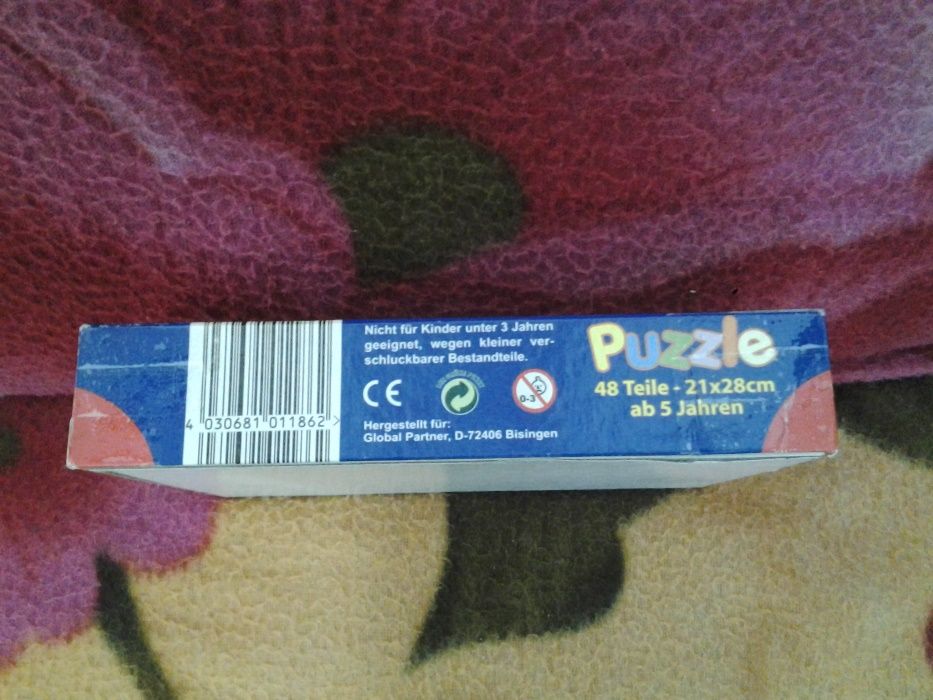 4 030681 011862 >
Nicht für Kinder unter 3 Jahren
geeignet, wegen kleiner ver-
schluckbarer Bestandteile.
CE
0-3
Hergestellt für:
Global Partner, D-72406 Bisingen
Puzzle
48 Teile - 21x28cm
ab 5 Jahren